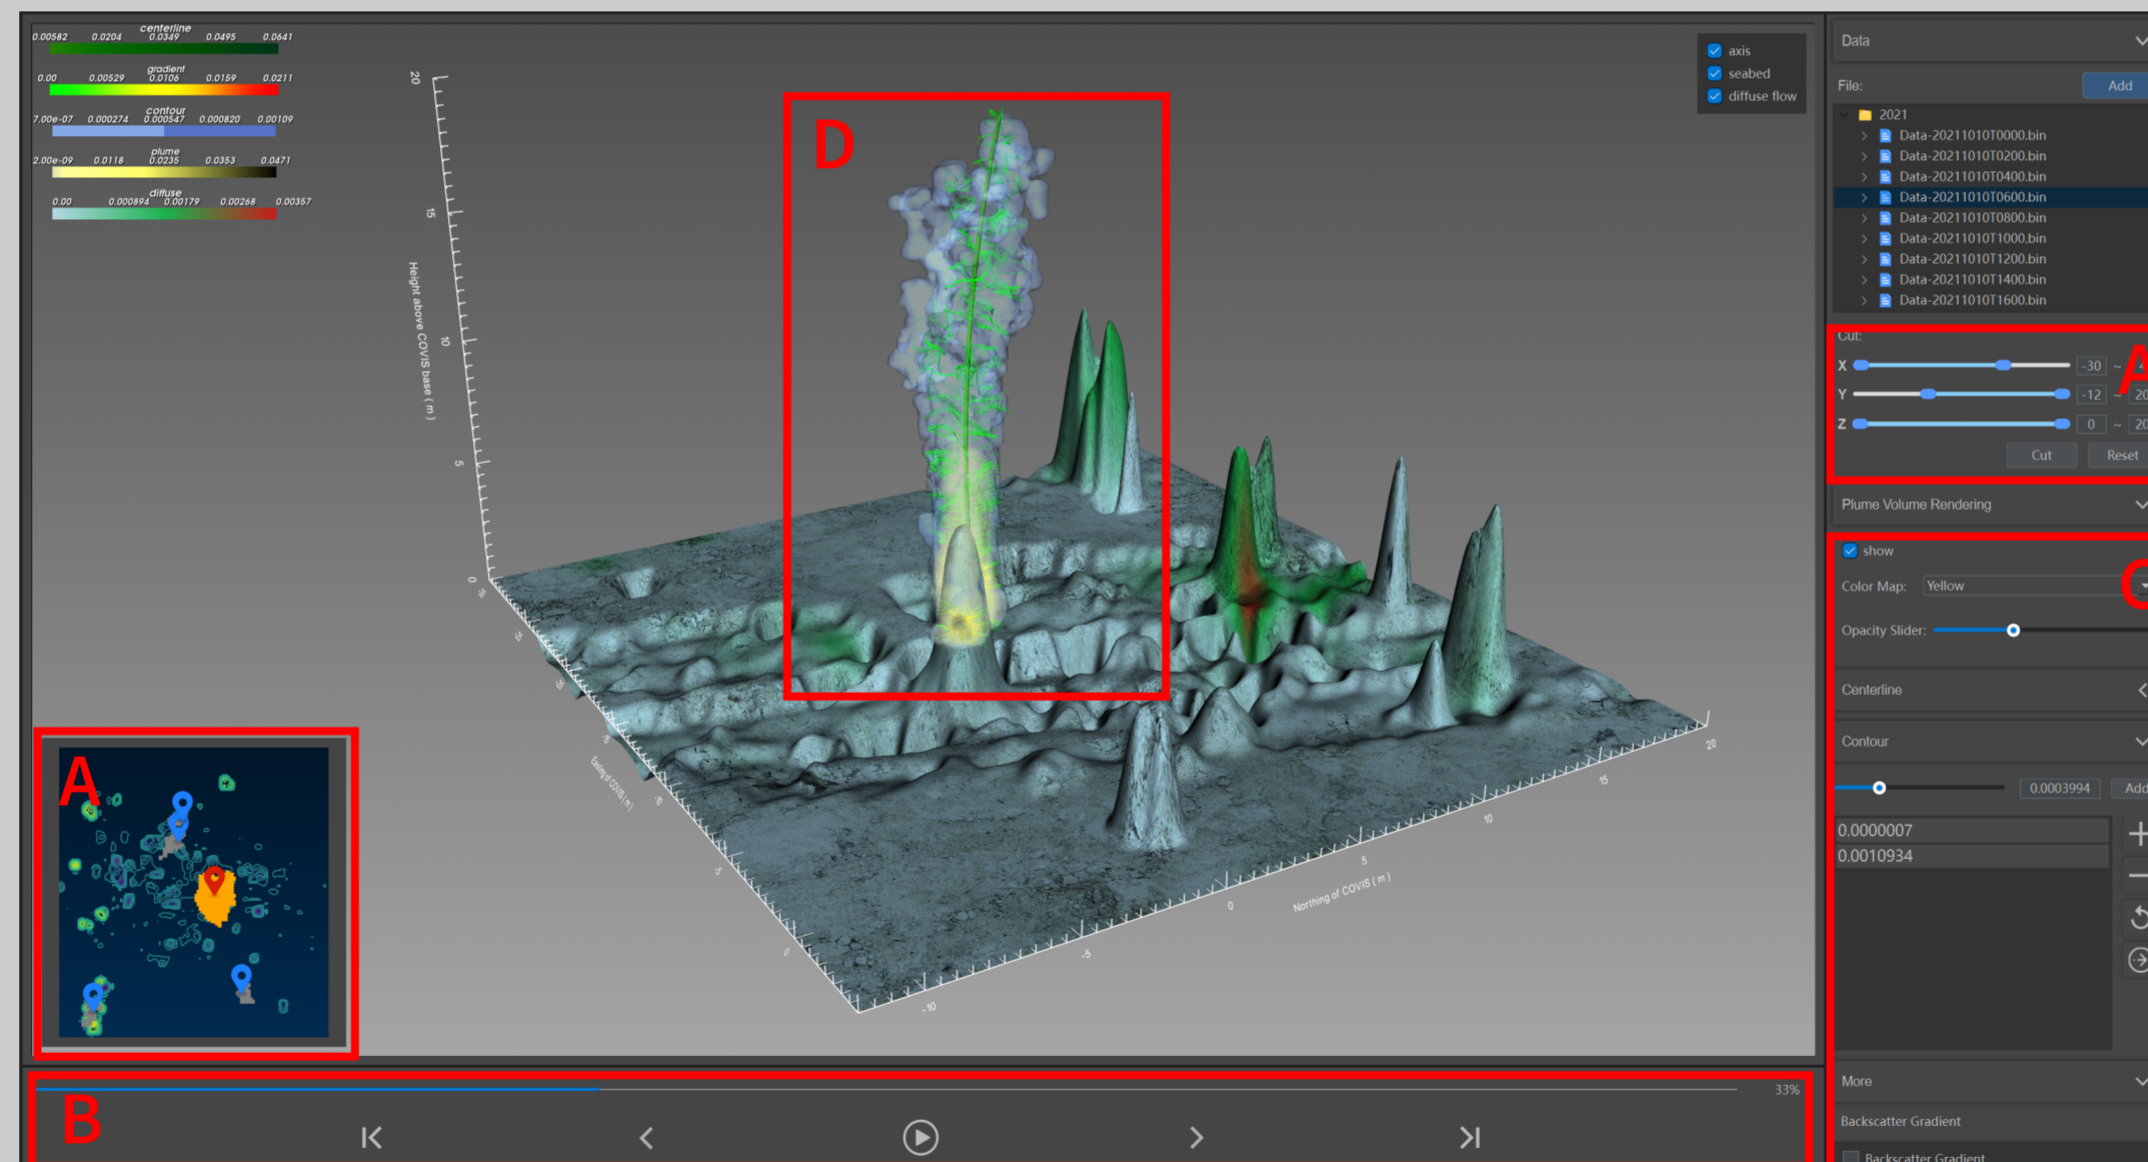 centerline
0.00582 0.0204 0.0349 0.0495 0.0641
gradient
0.00 0.00529 0.0106 0.0159 0.0211
contour
7.00e-07 0.000274 0.000547 0.000820 0.00109
plume
2.00e-09 0.0118 0.0235 0.0353 0.0471
diffuse
0.00 0.000894 0.00179 0.00268 0.00357
20
15
10
5
0
Height above COVIS base ( m )
D
axis
seabed
diffuse flow
-5
0
Easting of COVIS ( m )
-10
-5
0
5
10
15
20
Northing of COVIS ( m )
A
B
33%
Data
File: Add
2021
Data-20211010T0000.bin
Data-20211010T0200.bin
Data-20211010T0400.bin
Data-20211010T0600.bin
Data-20211010T0800.bin
Data-20211010T1000.bin
Data-20211010T1200.bin
Data-20211010T1400.bin
Data-20211010T1600.bin
Cut:
A
X -30 ~
Y -12 ~ 20
Z 0 ~ 20
Cut Reset
Plume Volume Rendering
show
C
Color Map: Yellow
Opacity Slider:
Centerline
Contour
0.0003994 Add
0.0000007
0.0010934
More
Backscatter Gradient
Backscatter Gradient